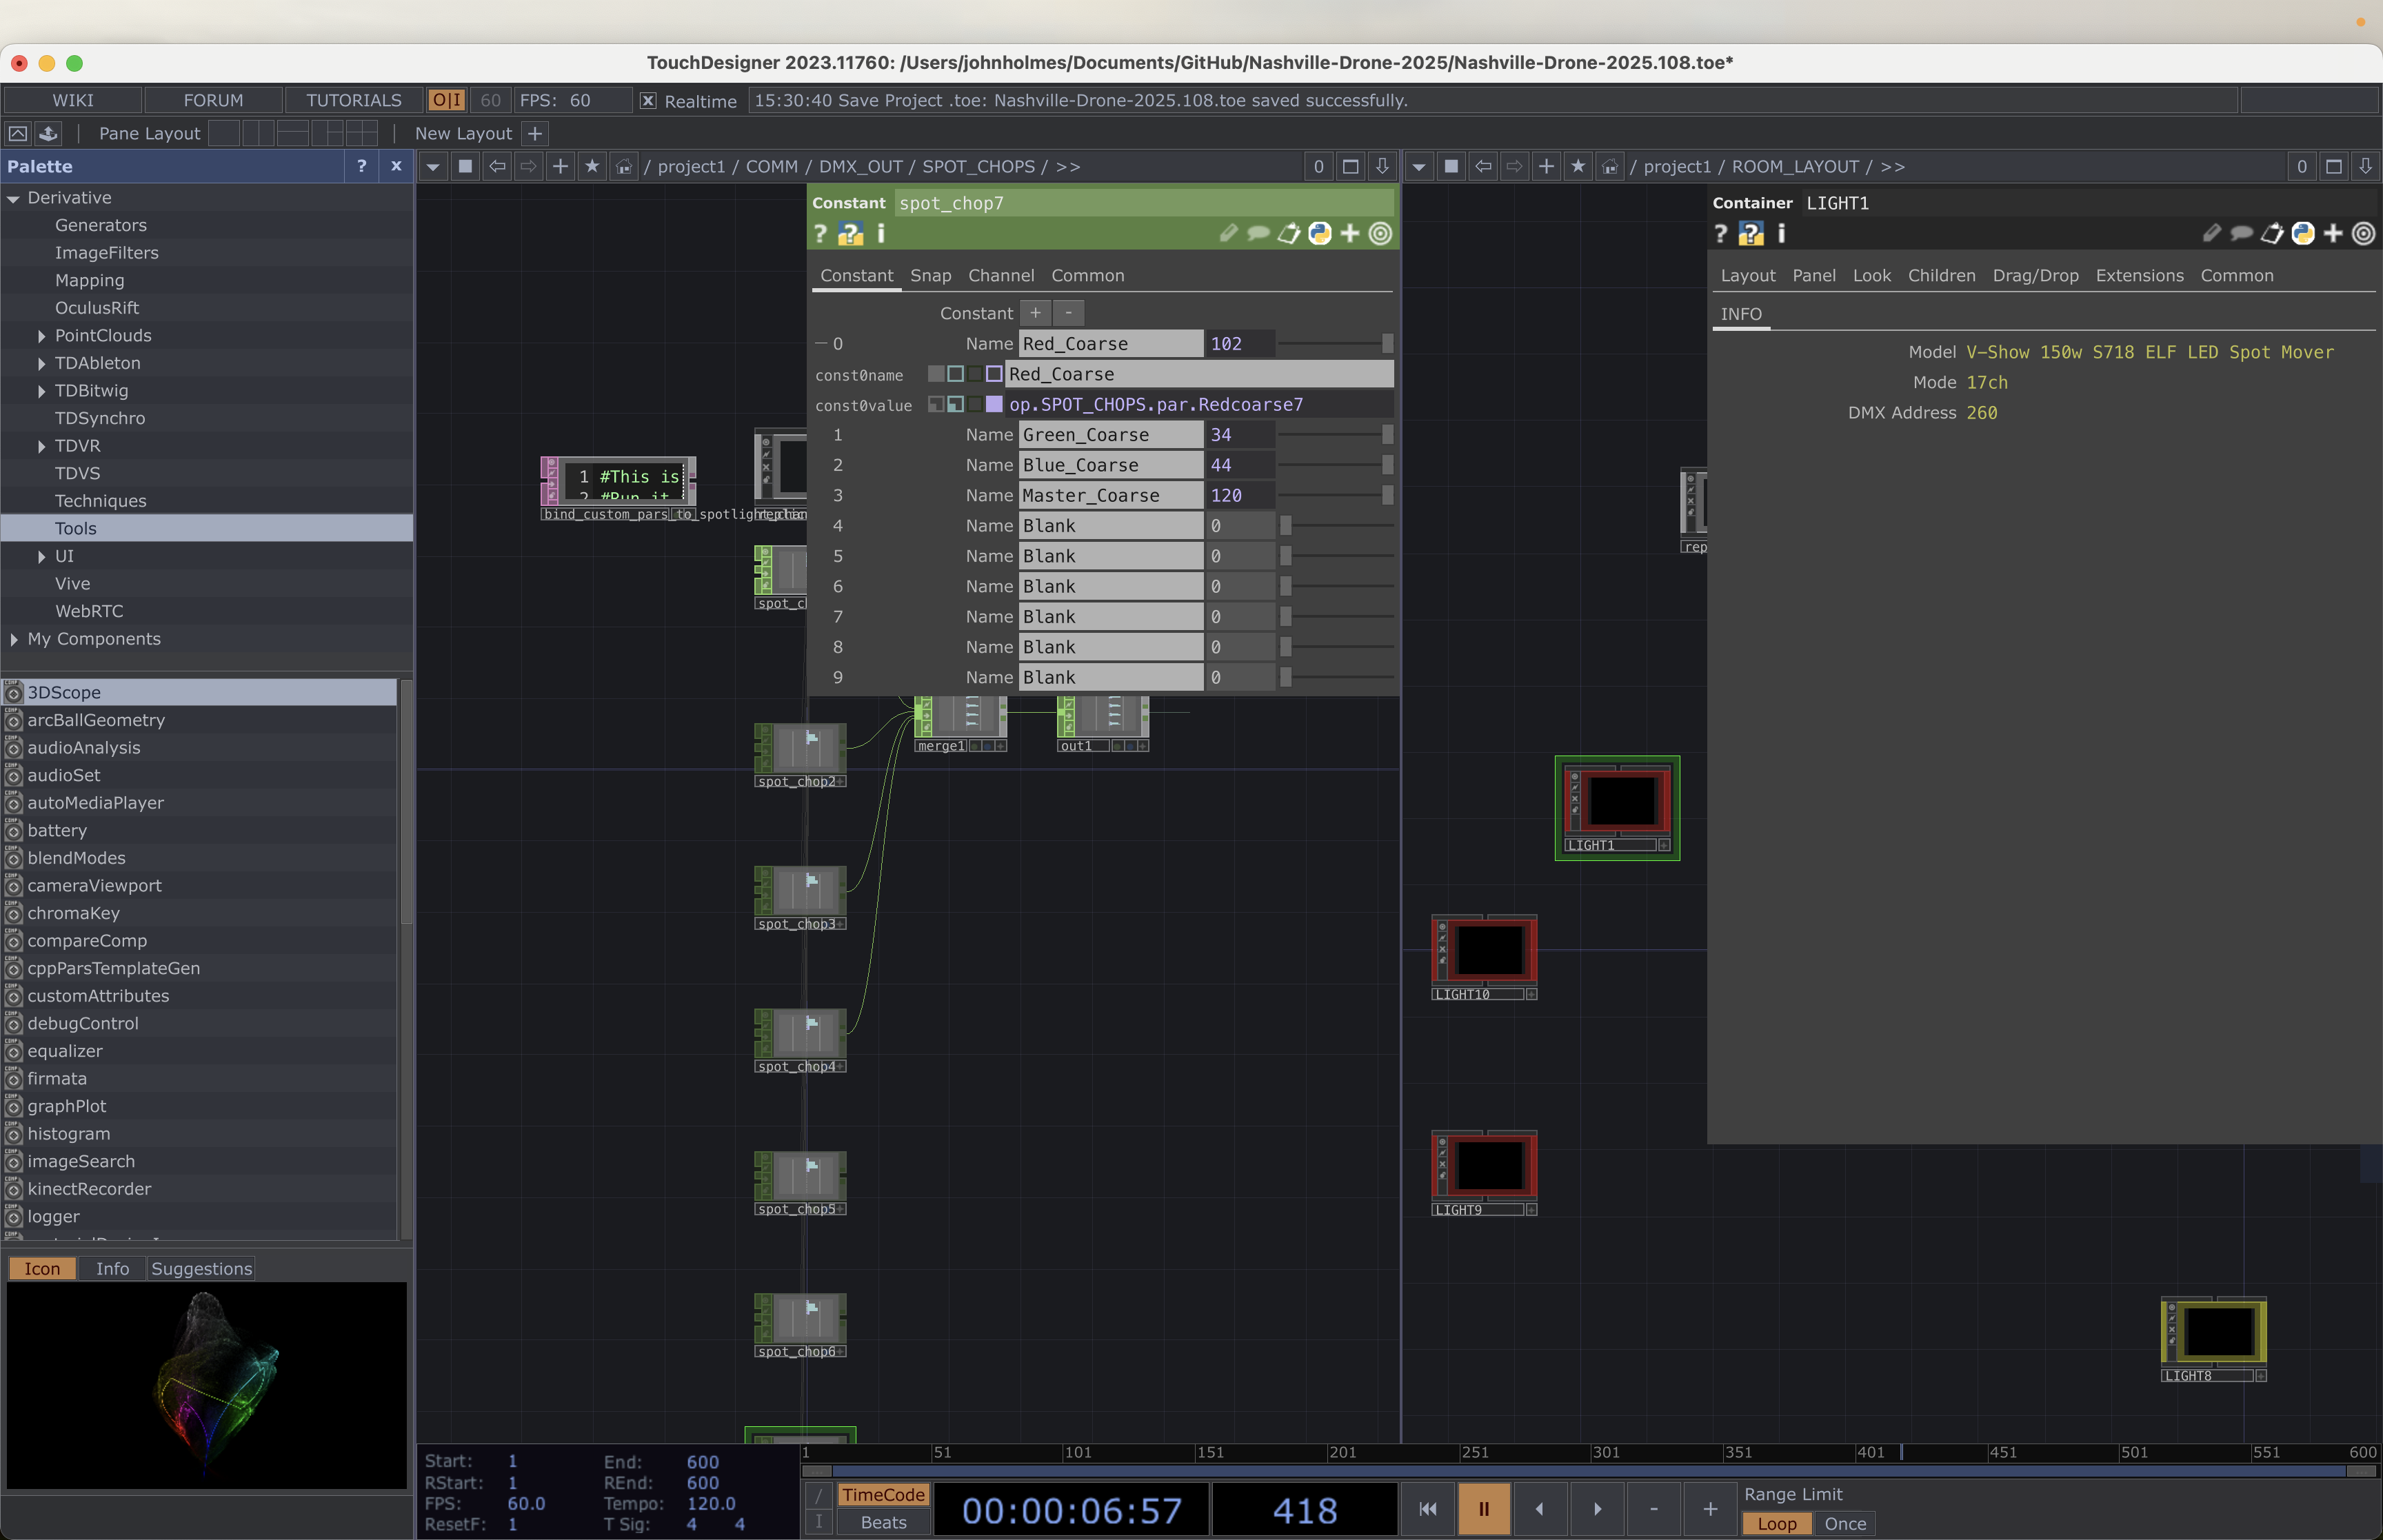 TouchDesigner 2023.11760: /Users/johnholmes/Documents/GitHub/Nashville-Drone-2025/Nashville-Drone-2025.108.toe*
WIKI FORUM TUTORIALS O|I 60 FPS: 60 Realtime 15:30:40 Save Project .toe: Nashville-Drone-2025.108.toe saved successfully.
Pane Layout New Layout +
Palette ? x
Derivative
Generators
ImageFilters
Mapping
OculusRift
PointClouds
TDAbleton
TDBitwig
TDSynchro
TDVR
TDVS
Techniques
Tools
UI
Vive
WebRTC
My Components
3DScope
arcBallGeometry
audioAnalysis
audioSet
autoMediaPlayer
battery
blendModes
cameraViewport
chromaKey
compareComp
cppParsTemplateGen
customAttributes
debugControl
equalizer
firmata
graphPlot
histogram
imageSearch
kinectRecorder
logger
Icon Info Suggestions
/ project1 / COMM / DMX_OUT / SPOT_CHOPS / >> 0
Constant spot_chop7
? ? i
Constant Snap Channel Common
Constant + -
0 Name Red_Coarse 102
const0name Red_Coarse
const0value op.SPOT_CHOPS.par.Redcoarse7
1 Name Green_Coarse 34
2 Name Blue_Coarse 44
3 Name Master_Coarse 120
4 Name Blank 0
5 Name Blank 0
6 Name Blank 0
7 Name Blank 0
8 Name Blank 0
9 Name Blank 0
1 #This is
2 #Run it
bind_custom_pars_to_spotlight_
spot_ch
merge1 out1
spot_chop2
spot_chop3
spot_chop4
spot_chop5
spot_chop6
/ project1 / ROOM_LAYOUT / >> 0
Container LIGHT1
? ? i
Layout Panel Look Children Drag/Drop Extensions Common
INFO
Model V-Show 150w S718 ELF LED Spot Mover
Mode 17ch
DMX Address 260
rep
LIGHT1
LIGHT10
LIGHT9
LIGHT8
1 51 101 151 201 251 301 351 401 451 501 551 600
Start: 1 End: 600
RStart: 1 REnd: 600
FPS: 60.0 Tempo: 120.0
ResetF: 1 T Sig: 4 4
/ TimeCode
I Beats
00:00:06:57 418
- +
Range Limit
Loop Once